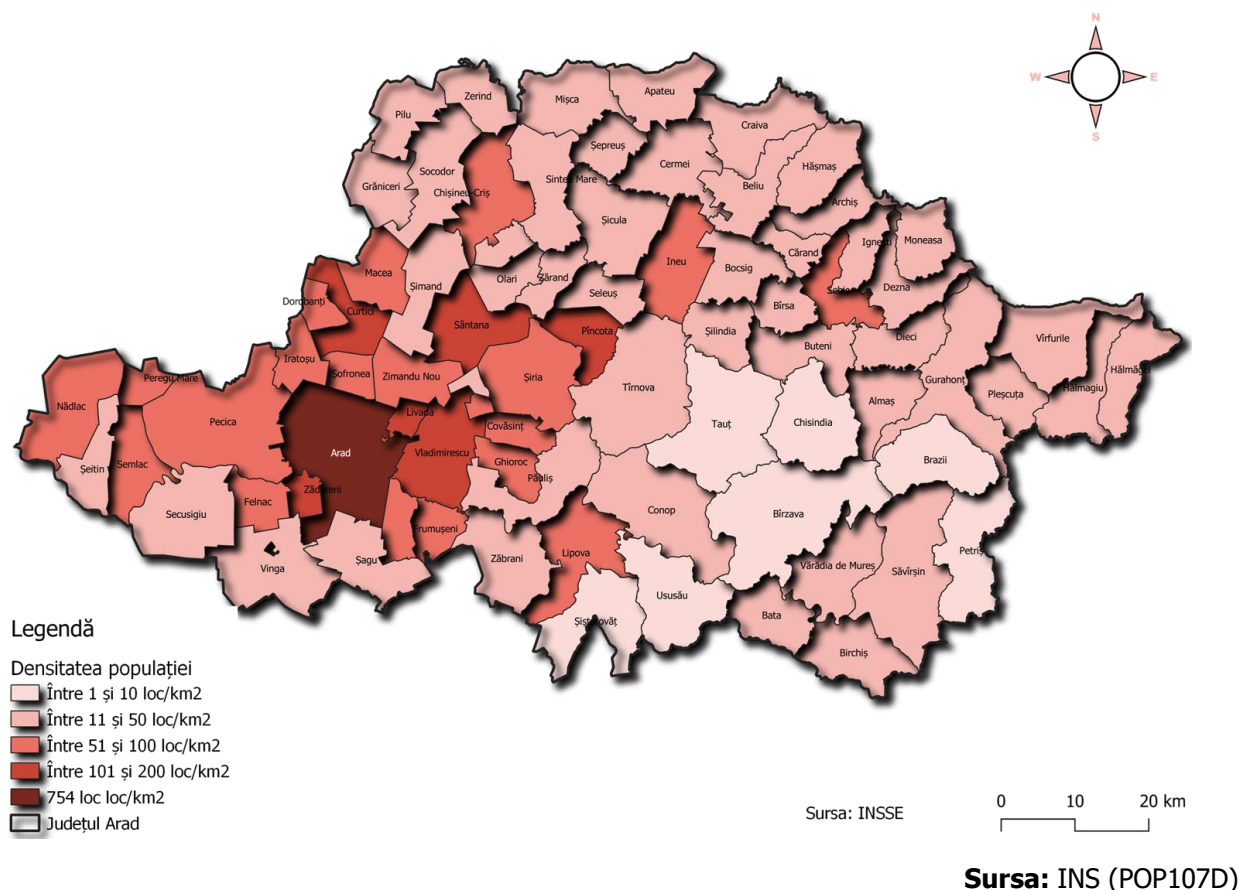 N
W
E
S
Zerind
Mișca
Apateu
Pilu
Craiva
Șepreuș
Cermei
Hășmaș
Socodor
Sintea Mare
Grăniceri
Chișineu-Criș
Beliu
Archiș
Șicula
Ignești
Moneasa
Cărand
Macea
Olari
Zărand
Ineu
Bocsig
Șimand
Seleuș
Dezna
Dorobanți
Bîrsa
Curtici
Sântana
Pîncota
Șilindia
Dieci
Vîrfurile
Buteni
Iratoșu
Sofronea
Zimandu Nou
Șiria
Hălmăgel
Peregu Mare
Tîrnova
Gurahonț
Hălmagiu
Pleșcuța
Nădlac
Almaș
Livada
Pecica
Tauț
Chisindia
Covăsinț
Arad
Vladimirescu
Șeitin
Semlac
Ghioroc
Brazii
Păuliș
Zădăreni
Felnac
Secusigiu
Conop
Bîrzava
Frumușeni
Lipova
Petriș
Zăbrani
Vărădia de Mureș
Săvîrșin
Vinga
Șagu
Ususău
Șiștarovăț
Bata
Birchiș
Legendă
Densitatea populației
Între 1 și 10 loc/km2
Între 11 și 50 loc/km2
Între 51 și 100 loc/km2
Între 101 și 200 loc/km2
754 loc loc/km2
Județul Arad
Sursa: INSSE
0 10 20 km
Sursa: INS (POP107D)